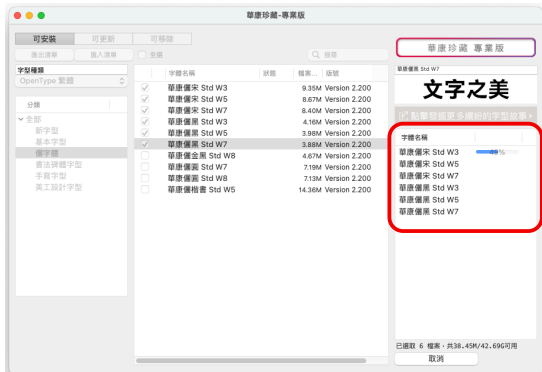 華康珍藏-專業版
可安裝 可更新 可移除
匯出清單 匯入清單 全選 搜尋
華康珍藏 專業版
字型種類
OpenType 繁體
分類
全部
新字型
基本字型
儷字體
書法碑體字型
手寫字型
美工設計字型
字體名稱 狀態 檔案... 版號
華康儷宋 Std W3 9.35M Version 2.200
華康儷宋 Std W5 8.67M Version 2.200
華康儷宋 Std W7 8.40M Version 2.200
華康儷黑 Std W3 4.16M Version 2.200
華康儷黑 Std W5 3.98M Version 2.200
華康儷黑 Std W7 3.88M Version 2.200
華康儷金黑 Std W8 4.67M Version 2.200
華康儷圓 Std W7 7.19M Version 2.200
華康儷圓 Std W8 7.13M Version 2.200
華康儷楷書 Std W5 14.36M Version 2.200
華康儷黑 Std W7
文字之美
字體名稱
華康儷宋 Std W3 49%
華康儷宋 Std W5
華康儷宋 Std W7
華康儷黑 Std W3
華康儷黑 Std W5
華康儷黑 Std W7
已選取 6 檔案，共38.45M/42.69G可用
取消